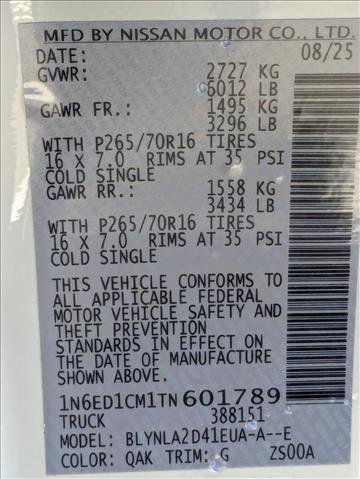 MFD BY NISSAN MOTOR CO., LTD.
DATE: 08/25
GVWR: 2727 KG
6012 LB
GAWR FR.: 1495 KG
3296 LB
WITH P265/70R16 TIRES
16 X 7.0 RIMS AT 35 PSI
COLD SINGLE
GAWR RR.: 1558 KG
3434 LB
WITH P265/70R16 TIRES
16 X 7.0 RIMS AT 35 PSI
COLD SINGLE
THIS VEHICLE CONFORMS TO
ALL APPLICABLE FEDERAL
MOTOR VEHICLE SAFETY AND
THEFT PREVENTION
STANDARDS IN EFFECT ON
THE DATE OF MANUFACTURE
SHOWN ABOVE.
1N6ED1CM1TN601789
TRUCK 388151
MODEL: BLYNLA2D41EUA-A--E
COLOR: QAK TRIM: G ZS00A